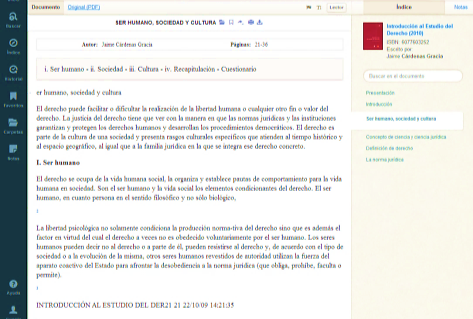 Documento Original (PDF) Lector Índice Notas
SER HUMANO, SOCIEDAD Y CULTURA
Autor: Jaime Cárdenas Gracia Páginas: 21-36
i. Ser humano - ii. Sociedad - iii. Cultura - iv. Recapitulación - Cuestionario
er humano, sociedad y cultura
El derecho puede facilitar o dificultar la realización de la libertad humana o cualquier otro fin o valor del
derecho. La justicia del derecho tiene que ver con la manera en que las normas jurídicas y las instituciones
garantizan y protegen los derechos humanos y desarrollan los procedimientos democráticos. El derecho es
parte de la cultura de una sociedad y presenta rasgos culturales específicos que atienden al tiempo histórico y
al espacio geográfico, al igual que a la familia jurídica en la que se integra ese derecho concreto.
I. Ser humano
El derecho se ocupa de la vida humana social, la organiza y establece pautas de comportamiento para la vida
humana en sociedad. Son el ser humano y la vida social los elementos condicionantes del derecho. El ser
humano, en cuanto persona en el sentido filosófico y no sólo biológico,
La libertad psicológica no solamente condiciona la producción norma-tiva del derecho sino que es además el
factor en virtud del cual el derecho a veces no es obedecido voluntariamente por el ser humano. Los seres
humanos pueden decir no al derecho o a parte de él, pueden resistirse al derecho y, de acuerdo con el tipo de
sociedad o a la evolución de la misma, otros seres humanos revestidos de autoridad utilizan la fuerza del
aparato coactivo del Estado para afrontar la desobediencia a la norma jurídica (que obliga, prohíbe, faculta o
permite).
INTRODUCCIÓN AL ESTUDIO DEL DER21 21 22/10/09 14:21:35
Buscar
Índice
Historial
Favoritos
Carpetas
Notas
Ayuda
Introducción al Estudio del
Derecho (2010)
Escrito por
Jaime Cárdenas Gracia
Buscar en el documento
Presentación
Introducción
Ser humano, sociedad y cultura
Concepto de ciencia y ciencia jurídica
Definición de derecho
La norma jurídica